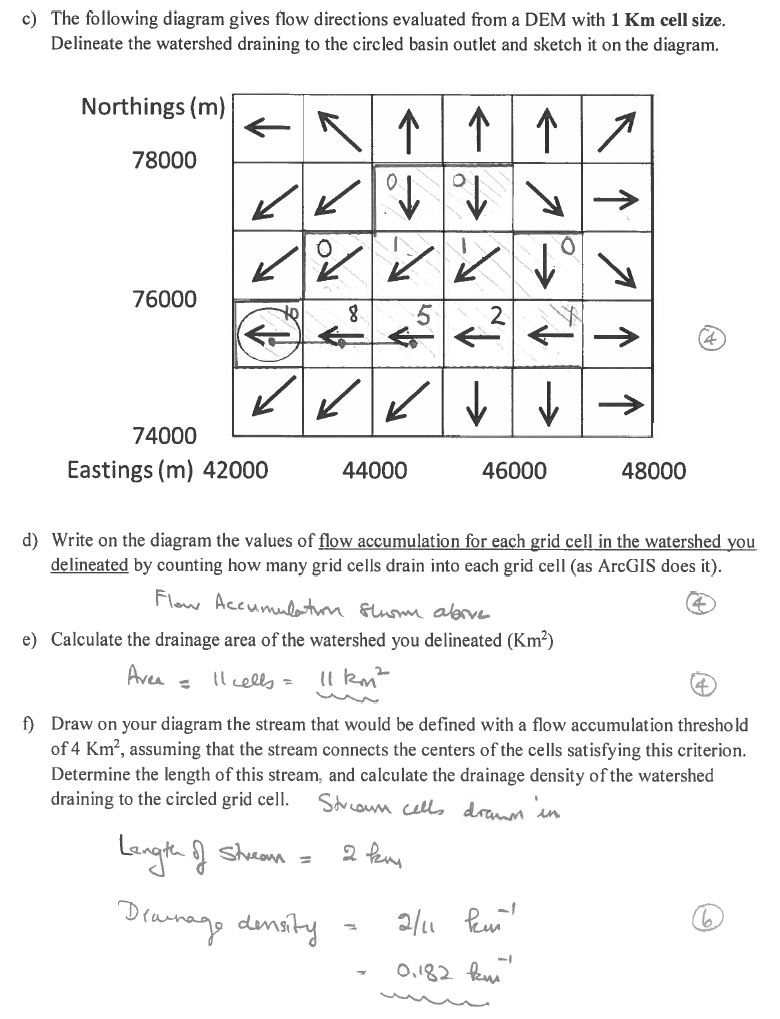 c) The following diagram gives flow directions evaluated from a DEM with 1 Km cell size.
Delineate the watershed draining to the circled basin outlet and sketch it on the diagram.
Northings (m)
78000
0 0
0 1 1 0
76000
10 8 5 2 1
4
74000
Eastings (m) 42000 44000 46000 48000
d) Write on the diagram the values of flow accumulation for each grid cell in the watershed you
delineated by counting how many grid cells drain into each grid cell (as ArcGIS does it).
Flow Accumulation shown above
4
e) Calculate the drainage area of the watershed you delineated (Km²)
Area = 11 cells = 11 km²
4
f) Draw on your diagram the stream that would be defined with a flow accumulation threshold
of 4 Km², assuming that the stream connects the centers of the cells satisfying this criterion.
Determine the length of this stream, and calculate the drainage density of the watershed
draining to the circled grid cell. Stream cells drawn in
Length of stream = 2 km
Drainage density = 2/11 km⁻¹
6
= 0.182 km⁻¹